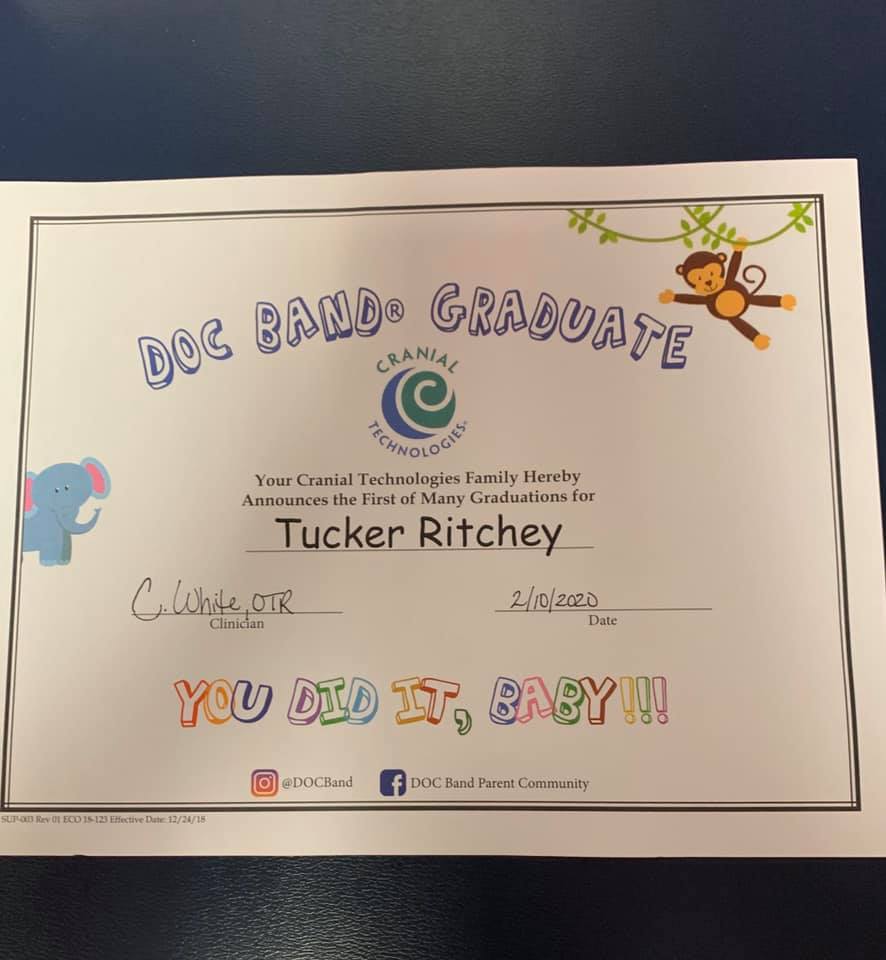 DOC BAND® GRADUATE
CRANIAL
TECHNOLOGIES
Your Cranial Technologies Family Hereby
Announces the First of Many Graduations for
Tucker Ritchey
C. White, OTR
2/10/2020
Clinician
Date
YOU DID IT, BABY!!!
@DOCBand
DOC Band Parent Community
SUP-003 Rev 01 ECO 18-123 Effective Date: 12/24/18